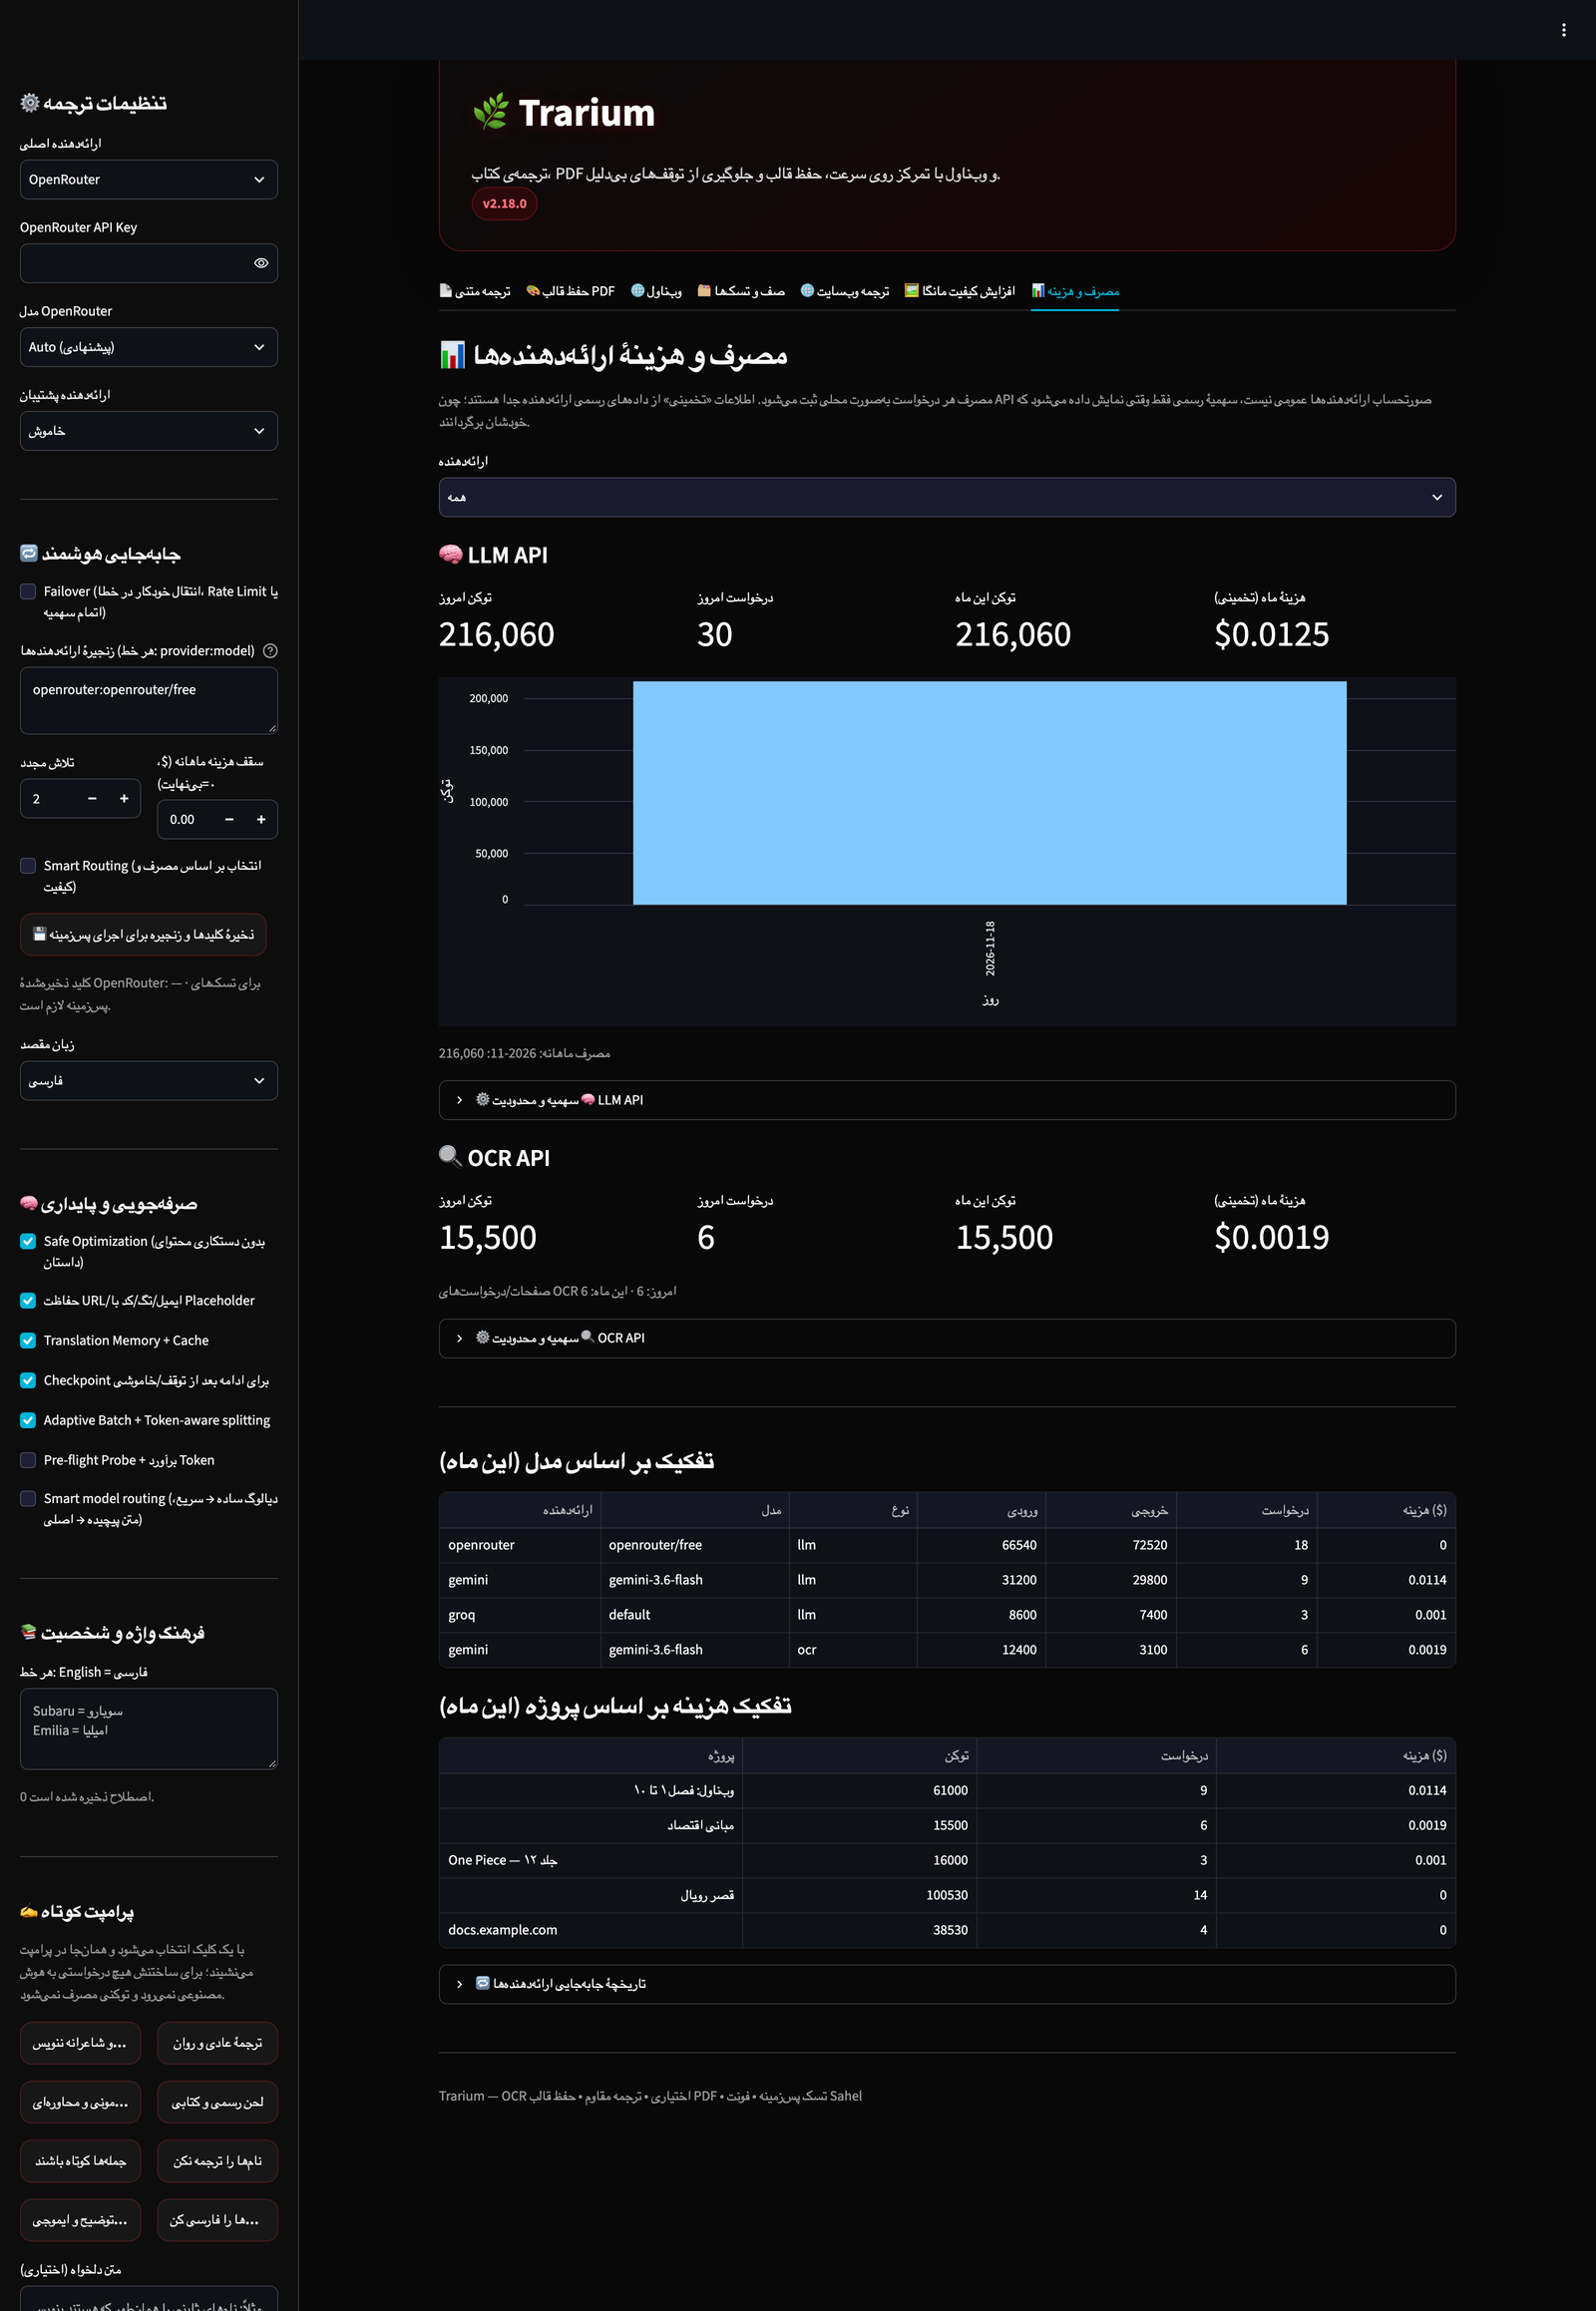 ⚙️ تنظیمات ترجمه
ارائه‌دهنده اصلی
OpenRouter
OpenRouter API Key
مدل OpenRouter
Auto (پیشنهادی)
ارائه‌دهنده پشتیبان
خاموش
🔁 جابه‌جایی هوشمند
Failover (انتقال خودکار در خطا، Rate Limit یا
اتمام سهمیه)
زنجیرهٔ ارائه‌دهنده‌ها (هر خط: provider:model)
openrouter:openrouter/free
تلاش مجدد
2
سقف هزینه ماهانه ($،
۰=بی‌نهایت)
0.00
Smart Routing (انتخاب بر اساس مصرف و
کیفیت)
💾 ذخیرهٔ کلیدها و زنجیره برای اجرای پس‌زمینه
کلید ذخیره‌شدهٔ OpenRouter: — · برای تسک‌های
پس‌زمینه لازم است.
زبان مقصد
فارسی
🧠 صرفه‌جویی و پایداری
Safe Optimization (بدون دستکاری محتوای
داستان)
حفاظت URL/ایمیل/تگ/کد با Placeholder
Translation Memory + Cache
Checkpoint برای ادامه بعد از توقف/خاموشی
Adaptive Batch + Token-aware splitting
Pre-flight Probe + برآورد Token
Smart model routing (دیالوگ ساده → سریع،
متن پیچیده → اصلی)
📚 فرهنگ واژه و شخصیت
هر خط: English = فارسی
Subaru = سوبارو
Emilia = امیلیا
0 اصطلاح ذخیره شده است.
✍️ پرامپت کوتاه
با یک کلیک انتخاب می‌شود و همان‌جا در پرامپت
می‌نشیند؛ برای ساختنش هیچ درخواستی به هوش
مصنوعی نمی‌رود و توکنی مصرف نمی‌شود.
و شاعرانه ننویس...
ترجمهٔ عادی و روان
مونی و محاوره‌ای...
لحن رسمی و کتابی
جمله‌ها کوتاه باشند
نام‌ها را ترجمه نکن
توضیح و ایموجی...
ها را فارسی کن...
متن دلخواه (اختیاری)
🌿 Trarium
ترجمه‌ی کتاب، PDF و وب‌ناول با تمرکز روی سرعت، حفظ قالب و جلوگیری از توقف‌های بی‌دلیل.
v2.18.0
📄 ترجمه متنی
🎨 حفظ قالب PDF
🌐 وب‌ناول
🗂️ صف و تسک‌ها
🌐 ترجمه وب‌سایت
🖼️ افزایش کیفیت مانگا
📊 مصرف و هزینه
📊 مصرف و هزینهٔ ارائه‌دهنده‌ها
مصرف هر درخواست به‌صورت محلی ثبت می‌شود. اطلاعات «تخمینی» از داده‌های رسمی ارائه‌دهنده جدا هستند؛ چون API صورتحساب ارائه‌دهنده‌ها عمومی نیست، سهمیهٔ رسمی فقط وقتی نمایش داده می‌شود که
خودشان برگردانند.
ارائه‌دهنده
همه
🧠 LLM API
توکن امروز
216,060
درخواست امروز
30
توکن این ماه
216,060
هزینهٔ ماه (تخمینی)
$0.0125
200,000
150,000
100,000
50,000
0
توکن
2026-11-18
روز
مصرف ماهانه: 2026-11: 216,060
⚙️ سهمیه و محدودیت 🧠 LLM API
🔍 OCR API
توکن امروز
15,500
درخواست امروز
6
توکن این ماه
15,500
هزینهٔ ماه (تخمینی)
$0.0019
صفحات/درخواست‌های OCR امروز: 6 · این ماه: 6
⚙️ سهمیه و محدودیت 🔍 OCR API
تفکیک بر اساس مدل (این ماه)
ارائه‌دهنده مدل نوع ورودی خروجی درخواست هزینه ($)
openrouter openrouter/free llm 66540 72520 18 0
gemini gemini-3.6-flash llm 31200 29800 9 0.0114
groq default llm 8600 7400 3 0.001
gemini gemini-3.6-flash ocr 12400 3100 6 0.0019
تفکیک هزینه بر اساس پروژه (این ماه)
پروژه توکن درخواست هزینه ($)
وب‌ناول: فصل ۱ تا ۱۰ 61000 9 0.0114
مبانی اقتصاد 15500 6 0.0019
One Piece — جلد ۱۲ 16000 3 0.001
قصر رویال 100530 14 0
docs.example.com 38530 4 0
🔁 تاریخچهٔ جابه‌جایی ارائه‌دهنده‌ها
Trarium — ترجمه مقاوم • حفظ قالب PDF • OCR اختیاری • تسک پس‌زمینه • فونت Sahel